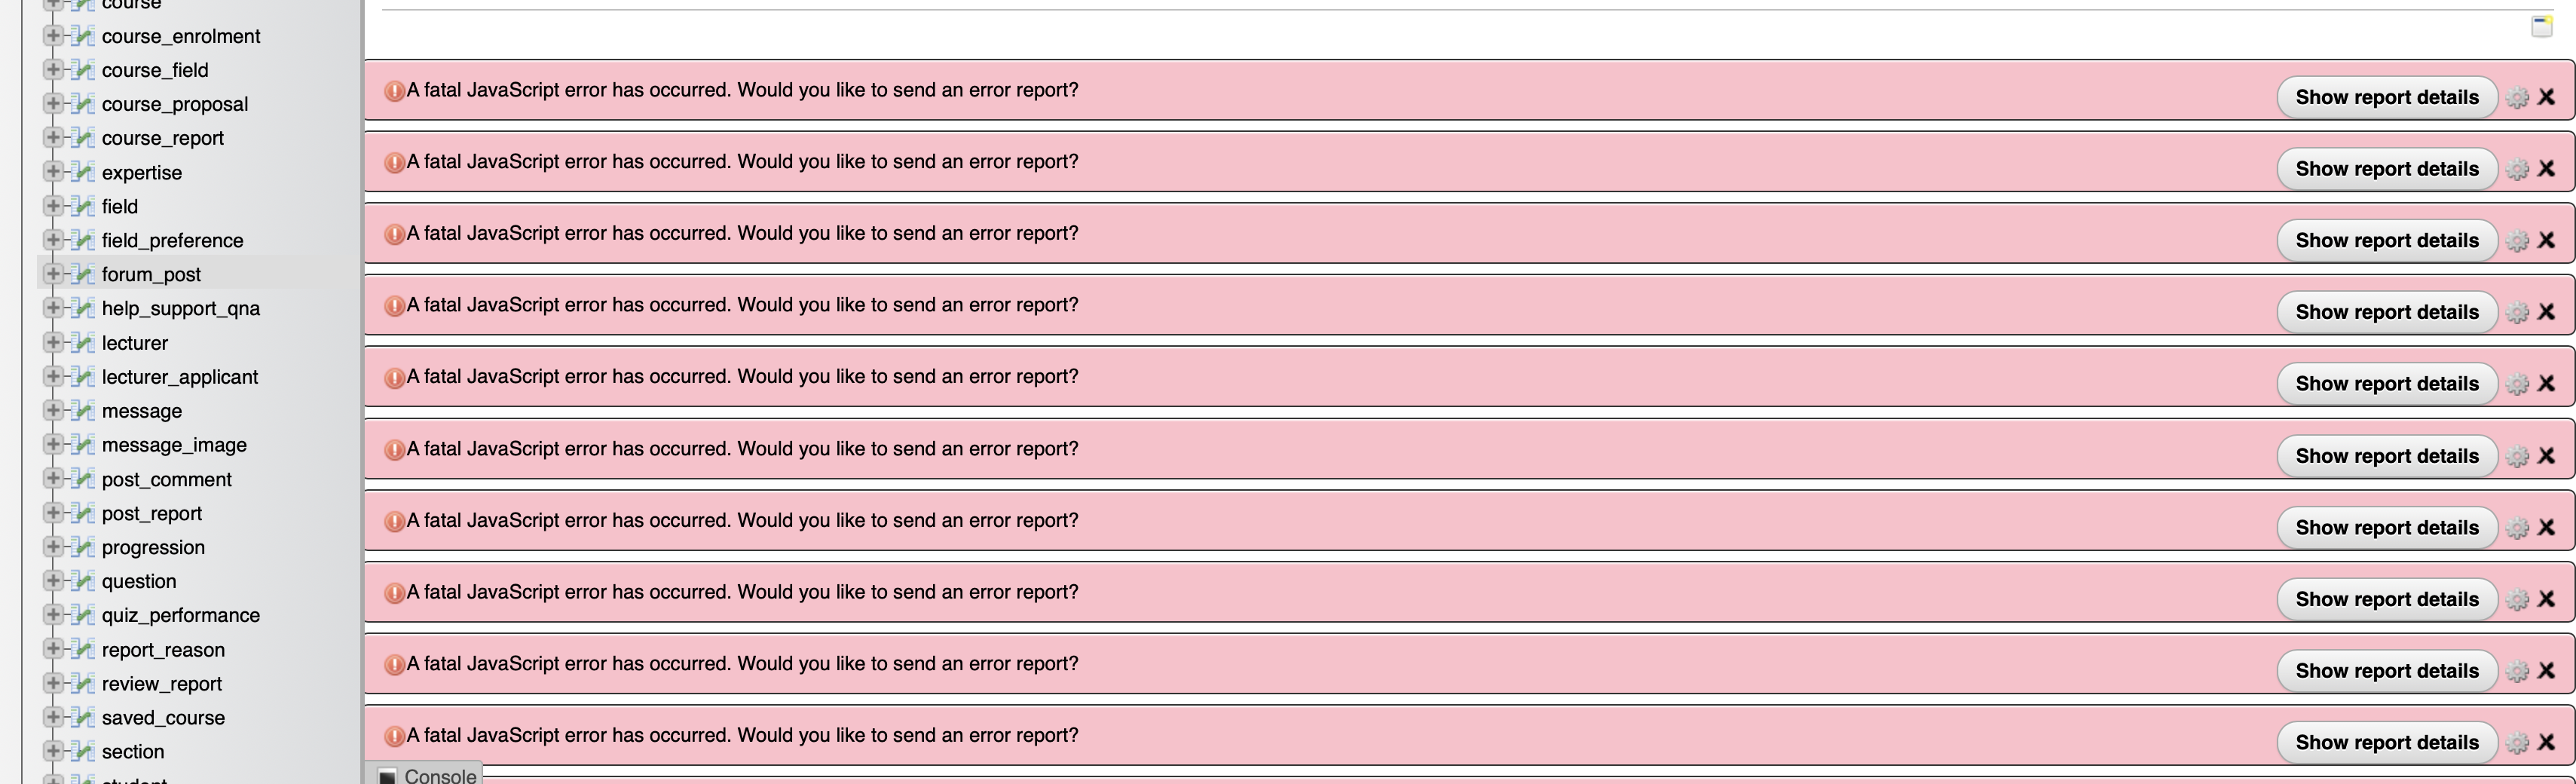 course
course_enrolment
course_field
course_proposal
course_report
expertise
field
field_preference
forum_post
help_support_qna
lecturer
lecturer_applicant
message
message_image
post_comment
post_report
progression
question
quiz_performance
report_reason
review_report
saved_course
section
student
A fatal JavaScript error has occurred. Would you like to send an error report? Show report details
A fatal JavaScript error has occurred. Would you like to send an error report? Show report details
A fatal JavaScript error has occurred. Would you like to send an error report? Show report details
A fatal JavaScript error has occurred. Would you like to send an error report? Show report details
A fatal JavaScript error has occurred. Would you like to send an error report? Show report details
A fatal JavaScript error has occurred. Would you like to send an error report? Show report details
A fatal JavaScript error has occurred. Would you like to send an error report? Show report details
A fatal JavaScript error has occurred. Would you like to send an error report? Show report details
A fatal JavaScript error has occurred. Would you like to send an error report? Show report details
A fatal JavaScript error has occurred. Would you like to send an error report? Show report details
Console